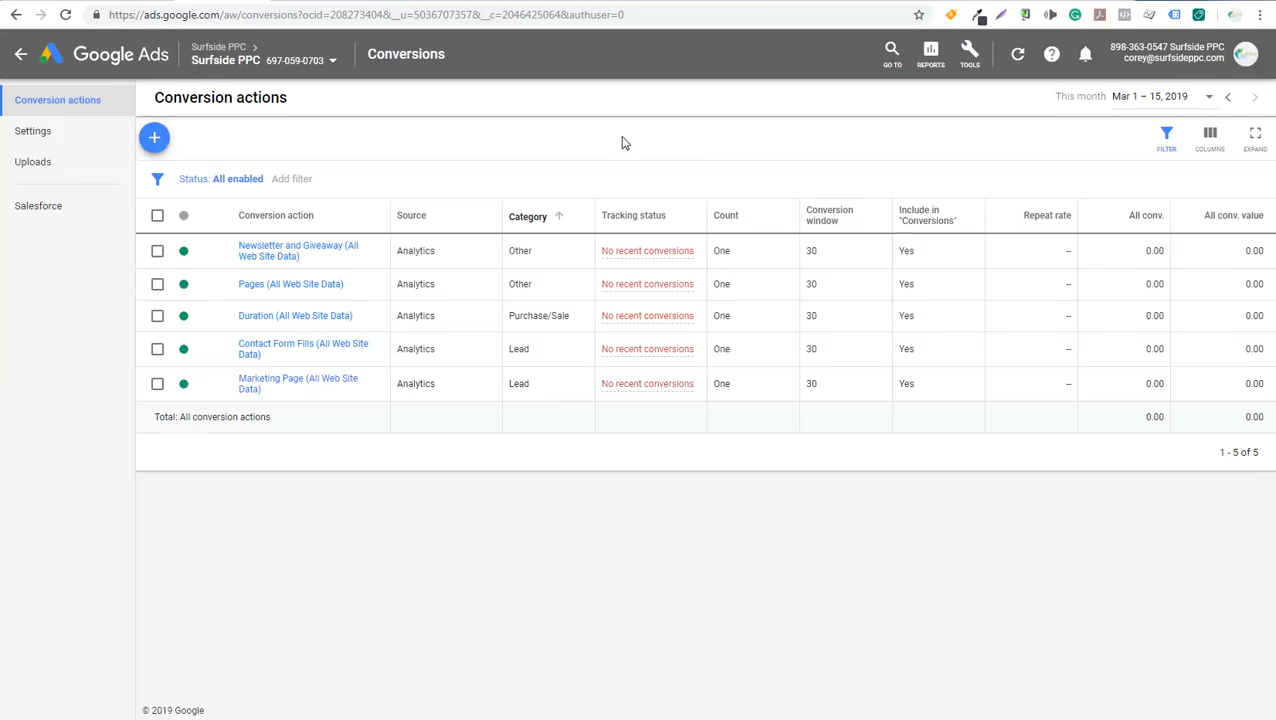 https://ads.google.com/aw/conversions?ocid=208273404&__u=5036707357&__c=2046425064&authuser=0
Google Ads
Surfside PPC
Surfside PPC 697-059-0703
Conversions
GO TO
REPORTS
TOOLS
898-363-0547 Surfside PPC
corey@surfsideppc.com
Conversion actions
Settings
Uploads
Salesforce
Conversion actions
This month Mar 1 – 15, 2019
+
FILTER
COLUMNS
EXPAND
Status: All enabled Add filter
Conversion action Source Category Tracking status Count Conversion window Include in "Conversions" Repeat rate All conv. All conv. value
Newsletter and Giveaway (All Web Site Data) Analytics Other No recent conversions One 30 Yes – 0.00 0.00
Pages (All Web Site Data) Analytics Other No recent conversions One 30 Yes – 0.00 0.00
Duration (All Web Site Data) Analytics Purchase/Sale No recent conversions One 30 Yes – 0.00 0.00
Contact Form Fills (All Web Site Data) Analytics Lead No recent conversions One 30 Yes – 0.00 0.00
Marketing Page (All Web Site Data) Analytics Lead No recent conversions One 30 Yes – 0.00 0.00
Total: All conversion actions 0.00 0.00
1 - 5 of 5
© 2019 Google